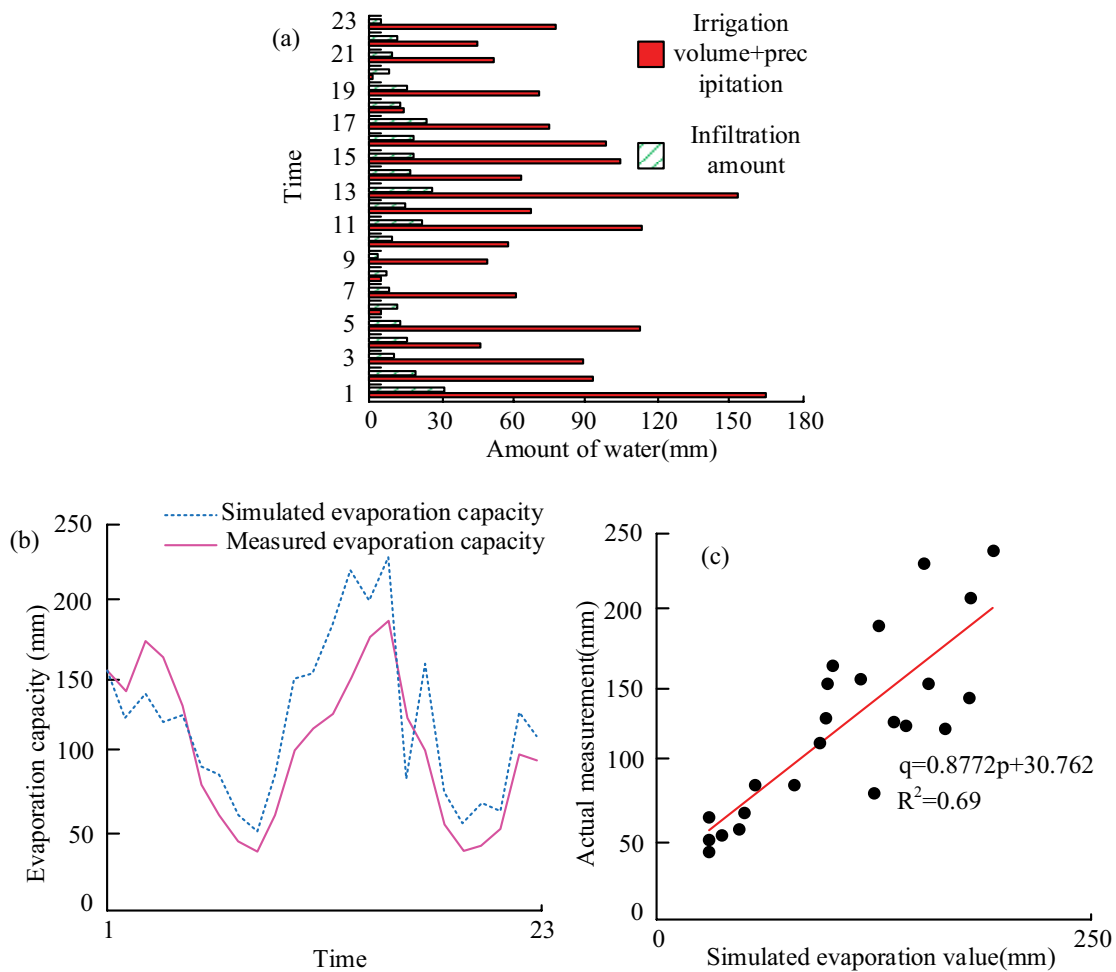 (a)
23
21
19
17
15
13
11
9
7
5
3
1
Time
0 30 60 90 120 150 180
Amount of water(mm)
Irrigation
volume+prec
ipitation
Infiltration
amount
(b)
Simulated evaporation capacity
Measured evaporation capacity
250
200
150
100
50
0
Evaporation capacity (mm)
1 23
Time
(c)
250
200
150
100
50
0
Actual measurement(mm)
q=0.8772p+30.762
R²=0.69
0 250
Simulated evaporation value(mm)